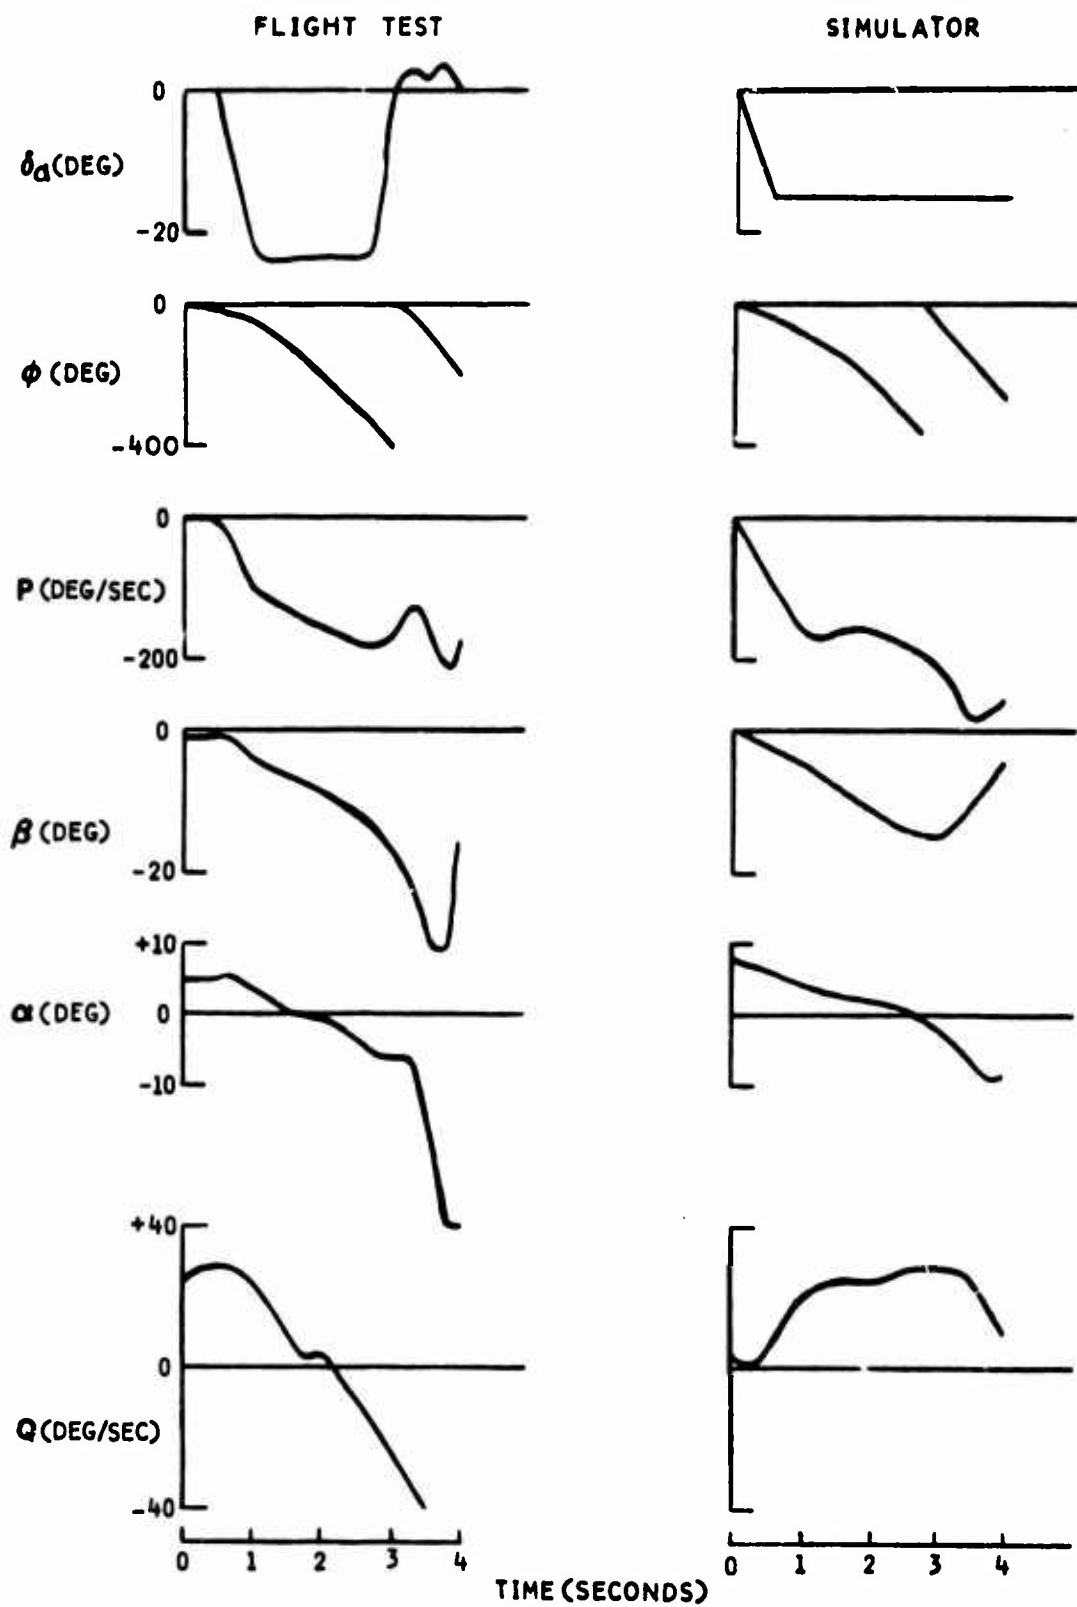 FLIGHT TEST
SIMULATOR
0
δa(DEG)
-20
0
ϕ (DEG)
-400
0
P (DEG/SEC)
-200
0
β (DEG)
-20
+10
α (DEG)
0
-10
+40
0
Q (DEG/SEC)
-40
0 1 2 3 4
0 1 2 3 4
TIME (SECONDS)